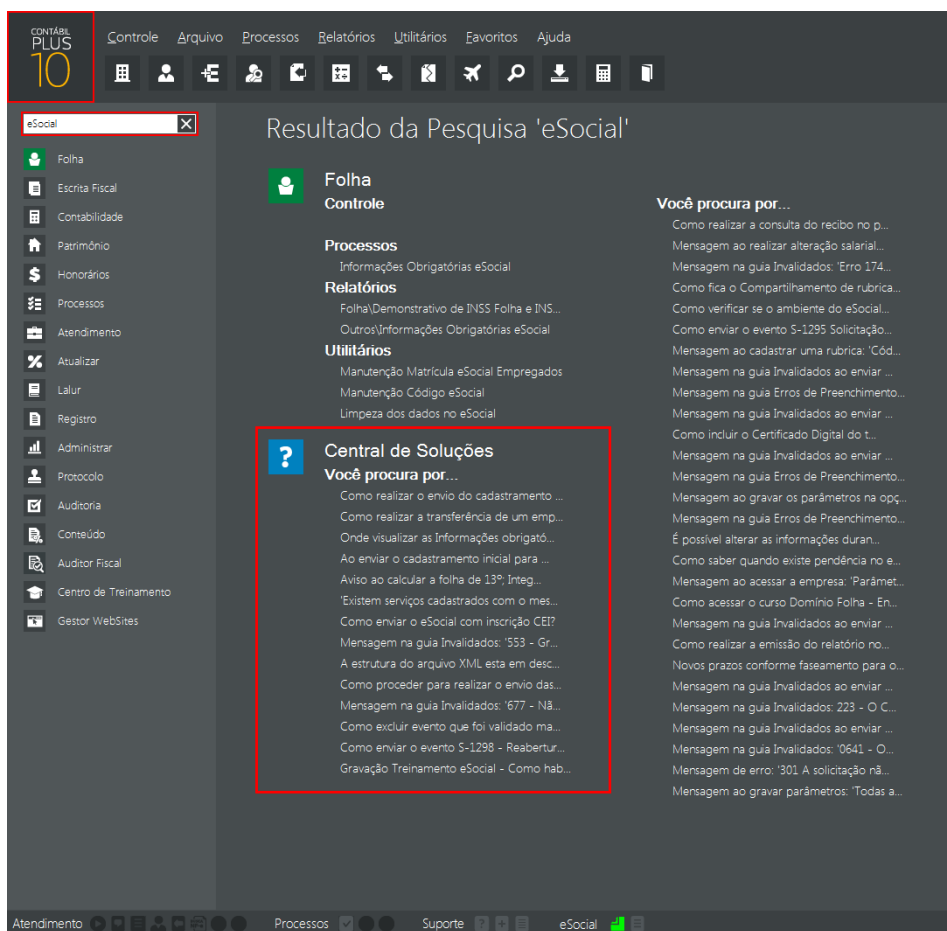 CONTÁBIL
PLUS
10
Controle Arquivo Processos Relatórios Utilitários Favoritos Ajuda
eSocial
Folha
Escrita Fiscal
Contabilidade
Patrimônio
Honorários
Processos
Atendimento
Atualizar
Lalur
Registro
Administrar
Protocolo
Auditoria
Conteúdo
Auditor Fiscal
Centro de Treinamento
Gestor WebSites
Resultado da Pesquisa 'eSocial'
Folha
Controle
Processos
Informações Obrigatórias eSocial
Relatórios
Folha\Demonstrativo de INSS Folha e INS...
Outros\Informações Obrigatórias eSocial
Utilitários
Manutenção Matrícula eSocial Empregados
Manutenção Código eSocial
Limpeza dos dados no eSocial
Central de Soluções
Você procura por...
Como realizar o envio do cadastramento ...
Como realizar a transferência de um emp...
Onde visualizar as Informações obrigató...
Ao enviar o cadastramento inicial para ...
Aviso ao calcular a folha de 13º; Integ...
'Existem serviços cadastrados com o mes...
Como enviar o eSocial com inscrição CEI?
Mensagem na guia Invalidados: '553 - Gr...
A estrutura do arquivo XML esta em desc...
Como proceder para realizar o envio das...
Mensagem na guia Invalidados: '677 - Nã...
Como excluir evento que foi validado ma...
Como enviar o evento S-1298 - Reabertur...
Gravação Treinamento eSocial - Como hab...
Você procura por...
Como realizar a consulta do recibo no p...
Mensagem ao realizar alteração salarial...
Mensagem na guia Invalidados: 'Erro 174...
Como fica o Compartilhamento de rubrica...
Como verificar se o ambiente do eSocial...
Como enviar o evento S-1295 Solicitação...
Mensagem ao cadastrar uma rubrica: 'Cód...
Mensagem na guia Invalidados ao enviar ...
Mensagem na guia Erros de Preenchimento...
Mensagem na guia Invalidados ao enviar ...
Como incluir o Certificado Digital do t...
Mensagem na guia Invalidados ao enviar ...
Mensagem na guia Erros de Preenchimento...
Mensagem ao gravar os parâmetros na opç...
Mensagem na guia Erros de Preenchimento...
É possível alterar as informações duran...
Como saber quando existe pendência no e...
Mensagem ao acessar a empresa: 'Parâmet...
Como acessar o curso Domínio Folha - En...
Mensagem na guia Invalidados ao enviar ...
Como realizar a emissão do relatório no...
Novos prazos conforme faseamento para o...
Mensagem na guia Invalidados ao enviar ...
Mensagem na guia Invalidados: 223 - O C...
Mensagem na guia Invalidados ao enviar ...
Mensagem na guia Invalidados: '0641 - O...
Mensagem de erro: '301 A solicitação nã...
Mensagem ao gravar parâmetros: 'Todas a...
Atendimento Processos Suporte eSocial